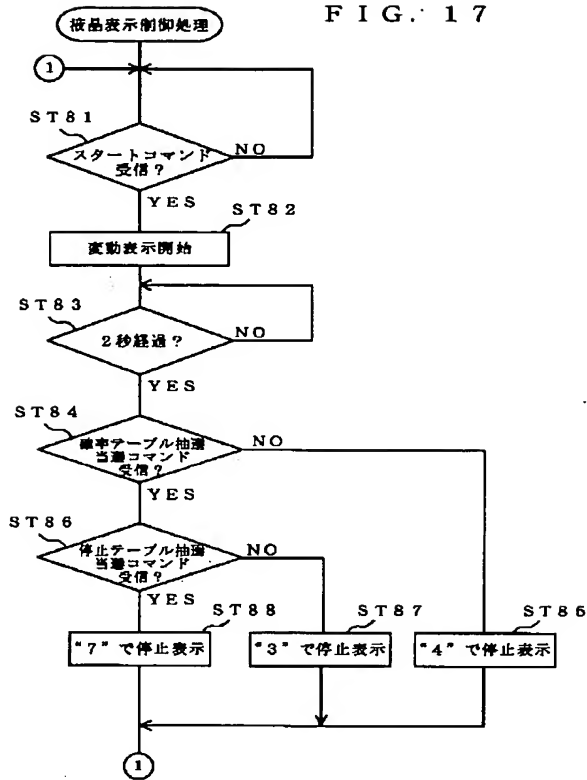 FIG. 17
液晶表示制御処理
1
ST81
スタートコマンド
受信?
NO
YES
ST82
変動表示開始
ST83
2秒経過?
NO
YES
ST84
確率テーブル抽選
当選コマンド
受信?
NO
YES
ST86
停止テーブル抽選
当選コマンド
受信?
NO
YES
ST88
"7"で停止表示
ST87
"3"で停止表示
ST86
"4"で停止表示
1